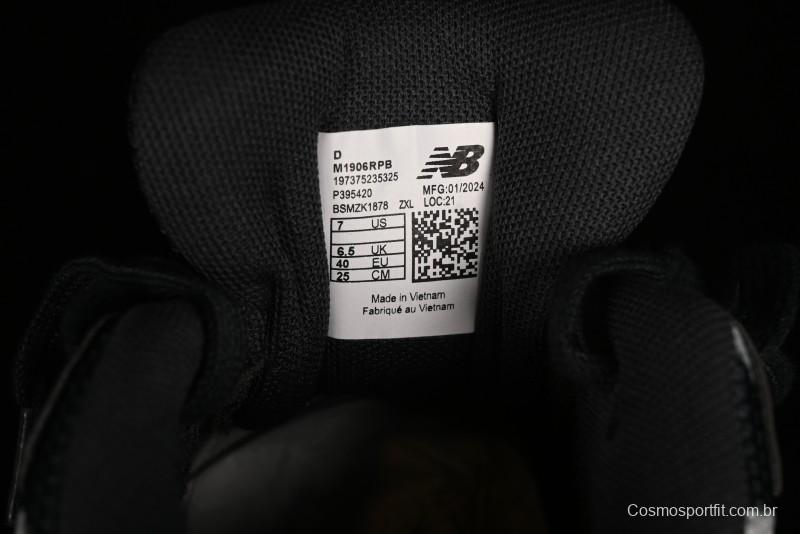 D
M1906RPB
197375235325
P395420
BSMZK1878 ZXL
NB
MFG:01/2024
LOC:21
7 US
6.5 UK
40 EU
25 CM
Made in Vietnam
Fabriqué au Vietnam
Cosmosportfit.com.br